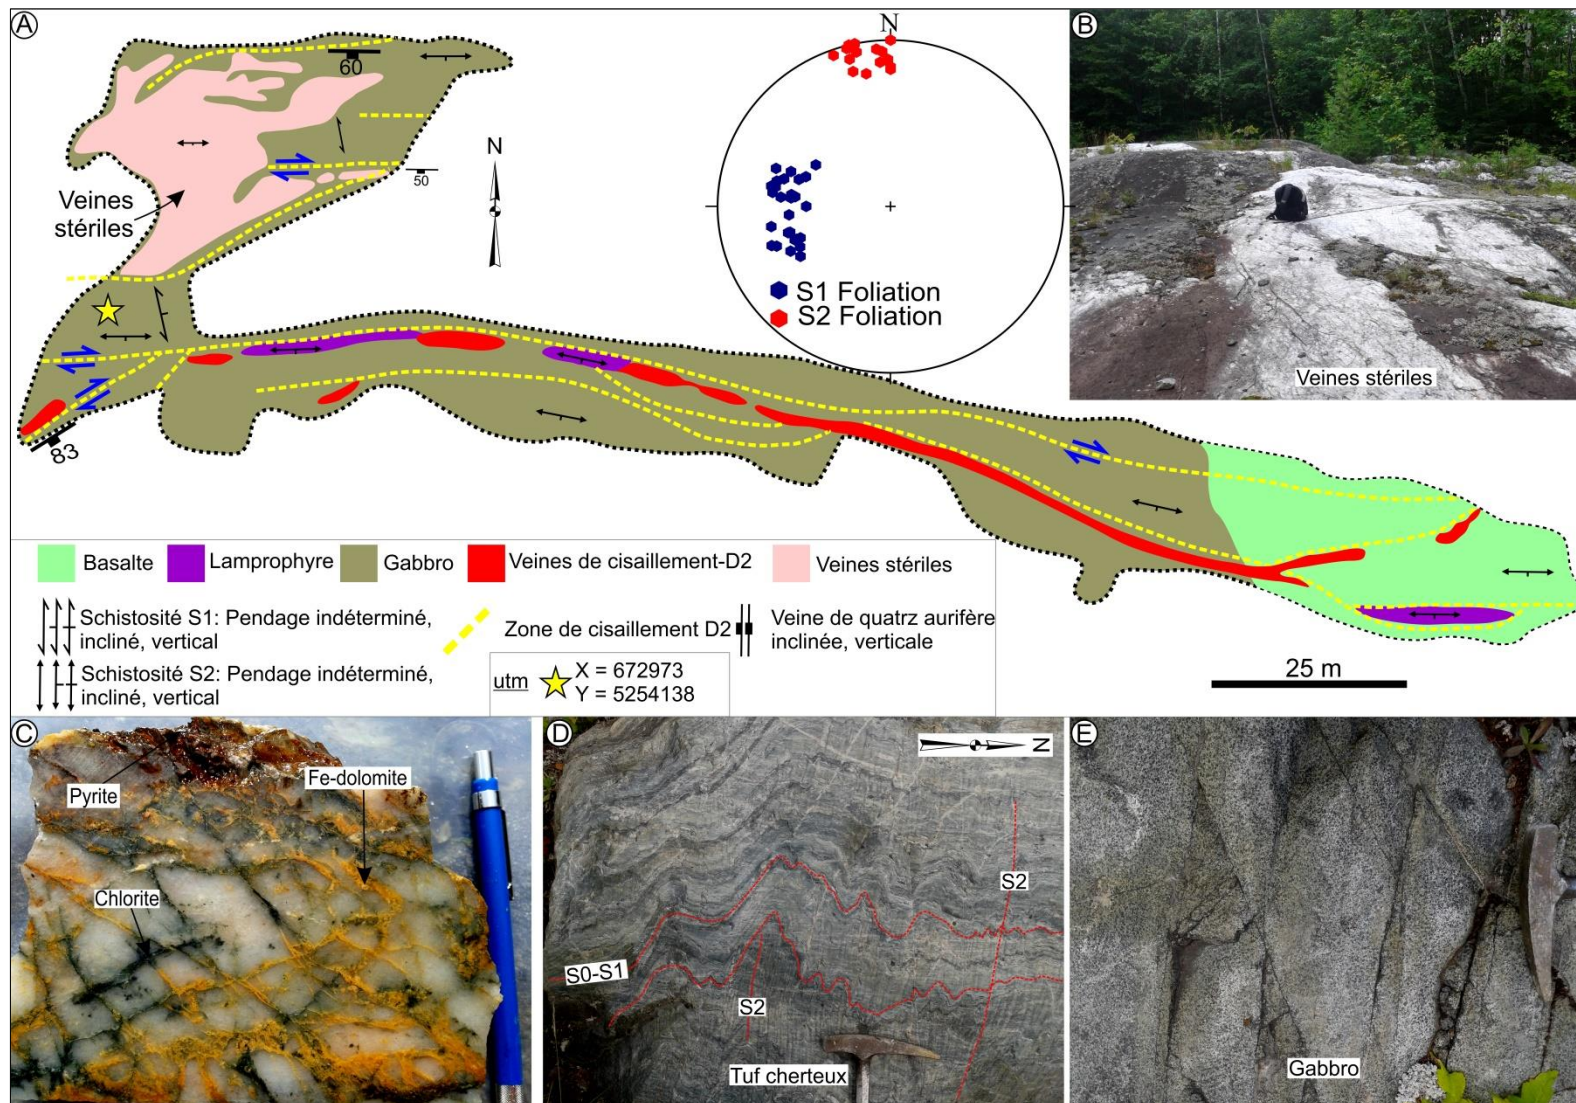 A
60
N
50
Veines
stériles
83
N
S1 Foliation
S2 Foliation
B
Veines stériles
Basalte
Lamprophyre
Gabbro
Veines de cisaillement-D2
Veines stériles
Schistosité S1: Pendage indéterminé,
incliné, vertical
Zone de cisaillement D2
Veine de quatrz aurifère
inclinée, verticale
Schistosité S2: Pendage indéterminé,
incliné, vertical
utm
X = 672973
Y = 5254138
25 m
C
Pyrite
Fe-dolomite
Chlorite
D
N
S2
S0-S1
S2
Tuf cherteux
E
Gabbro